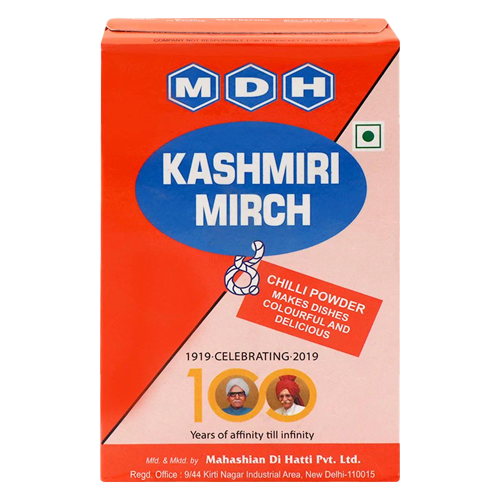 MDH
KASHMIRI
MIRCH
CHILLI POWDER
MAKES DISHES
COLOURFUL AND
DELICIOUS
1919·CELEBRATING·2019
100
Years of affinity till infinity
Mfd. & Mktd. by Mahashian Di Hatti Pvt. Ltd.
Regd. Office : 9/44 Kirti Nagar Industrial Area, New Delhi-110015